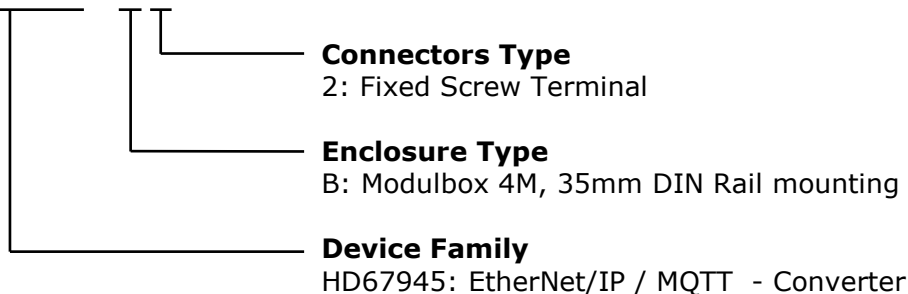 Connectors Type
2: Fixed Screw Terminal
Enclosure Type
B: Modulbox 4M, 35mm DIN Rail mounting
Device Family
HD67945: EtherNet/IP / MQTT  - Converter